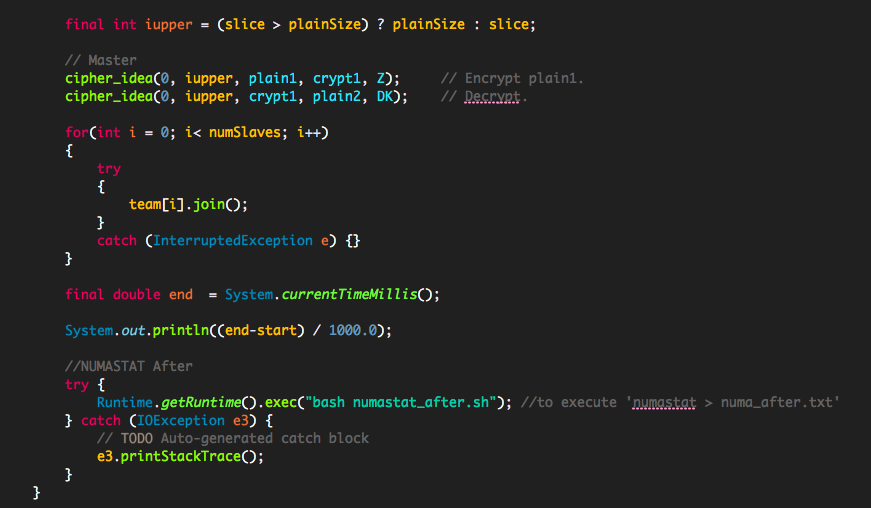 final int iupper = (slice > plainSize) ? plainSize : slice;
// Master
cipher_idea(0, iupper, plain1, crypt1, Z);     // Encrypt plain1.
cipher_idea(0, iupper, crypt1, plain2, DK);    // Decrypt.
for(int i = 0; i< numSlaves; i++)
{
try
{
team[i].join();
}
catch (InterruptedException e) {}
}
final double end  = System.currentTimeMillis();
System.out.println((end-start) / 1000.0);
//NUMASTAT After
try {
Runtime.getRuntime().exec("bash numastat_after.sh"); //to execute 'numastat > numa_after.txt'
} catch (IOException e3) {
// TODO Auto-generated catch block
e3.printStackTrace();
}
}